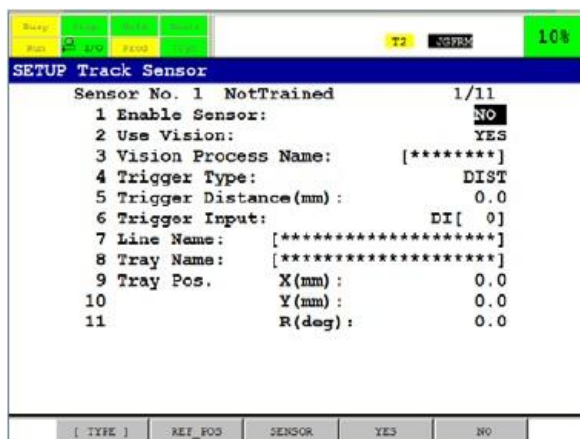 Busy
Run I/O Prod
T2 JGFRM 10%
SETUP Track Sensor
Sensor No. 1 NotTrained 1/11
1 Enable Sensor: NO
2 Use Vision: YES
3 Vision Process Name: [********]
4 Trigger Type: DIST
5 Trigger Distance(mm): 0.0
6 Trigger Input: DI[ 0]
7 Line Name: [********************]
8 Tray Name: [********************]
9 Tray Pos. X(mm): 0.0
10 Y(mm): 0.0
11 R(deg): 0.0
[ TYPE ] REF_POS SENSOR YES NO